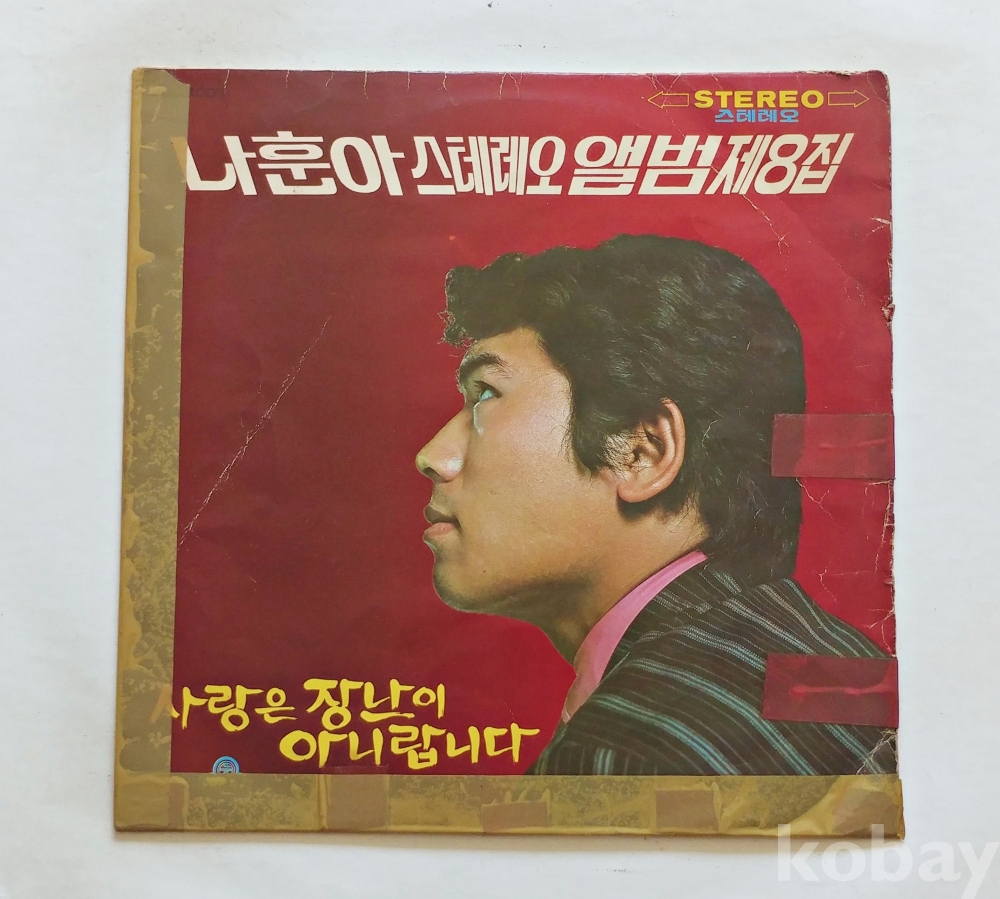 STEREO
스테레오
나훈아 스테레오 앨범 제8집
사랑은 장난이
아니랍니다
kobay